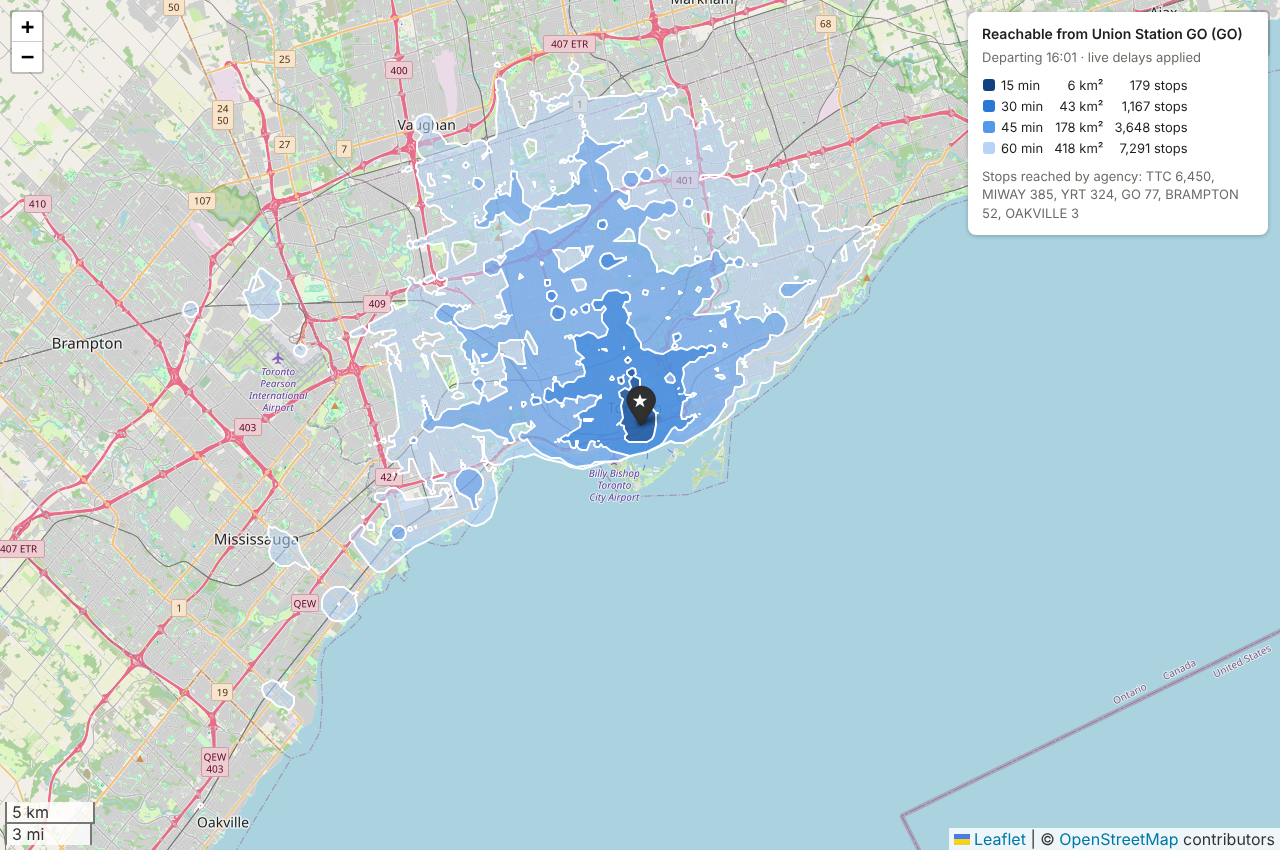 50
Markham
Ajax
68
+
−
407 ETR
25
400
1
24
50
Vaughan
27
7
401
107
410
409
Brampton
Toronto
Pearson
International
Airport
403
427
Billy Bishop
Toronto
City Airport
Mississauga
407 ETR
QEW
1
19
QEW
403
Oakville
Ontario
Canada
United States
Reachable from Union Station GO (GO)
Departing 16:01 · live delays applied
15 min 6 km² 179 stops
30 min 43 km² 1,167 stops
45 min 178 km² 3,648 stops
60 min 418 km² 7,291 stops
Stops reached by agency: TTC 6,450,
MIWAY 385, YRT 324, GO 77, BRAMPTON
52, OAKVILLE 3
5 km
3 mi
Leaflet | © OpenStreetMap contributors